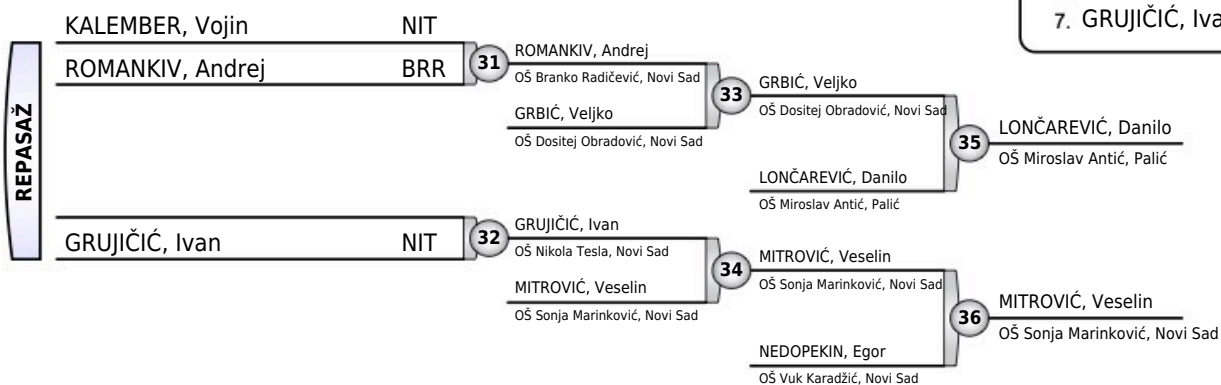 7. GRUJIČIĆ, Iva
REPASAŽ
KALEMBER, Vojin NIT
ROMANKIV, Andrej BRR
31
ROMANKIV, Andrej
OŠ Branko Radičević, Novi Sad
GRBIĆ, Veljko
OŠ Dositej Obradović, Novi Sad
33
GRBIĆ, Veljko
OŠ Dositej Obradović, Novi Sad
LONČAREVIĆ, Danilo
OŠ Miroslav Antić, Palić
35
LONČAREVIĆ, Danilo
OŠ Miroslav Antić, Palić
GRUJIČIĆ, Ivan NIT
32
GRUJIČIĆ, Ivan
OŠ Nikola Tesla, Novi Sad
MITROVIĆ, Veselin
OŠ Sonja Marinković, Novi Sad
34
MITROVIĆ, Veselin
OŠ Sonja Marinković, Novi Sad
NEDOPEKIN, Egor
OŠ Vuk Karadžić, Novi Sad
36
MITROVIĆ, Veselin
OŠ Sonja Marinković, Novi Sad